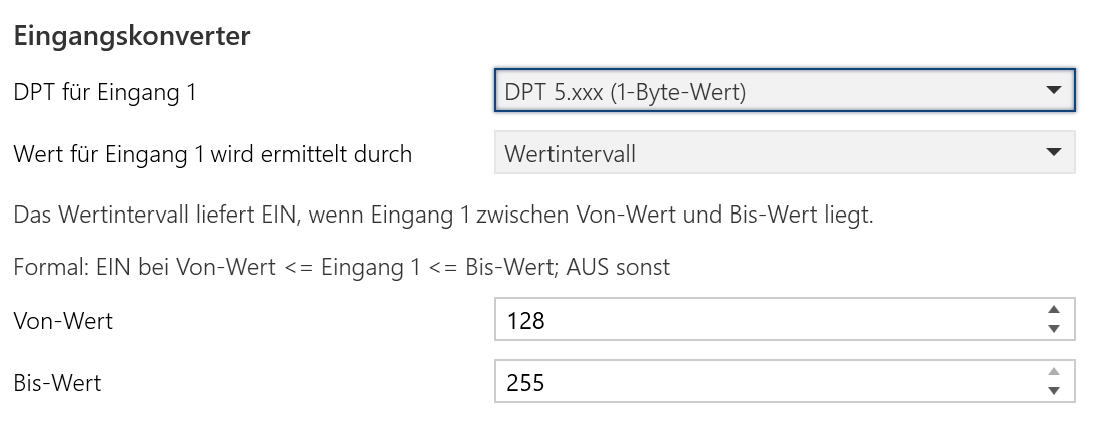 Eingangskonverter
DPT für Eingang 1 DPT 5.xxx (1-Byte-Wert)
Wert für Eingang 1 wird ermittelt durch Wertintervall
Das Wertintervall liefert EIN, wenn Eingang 1 zwischen Von-Wert und Bis-Wert liegt.
Formal: EIN bei Von-Wert <= Eingang 1 <= Bis-Wert; AUS sonst
Von-Wert 128
Bis-Wert 255